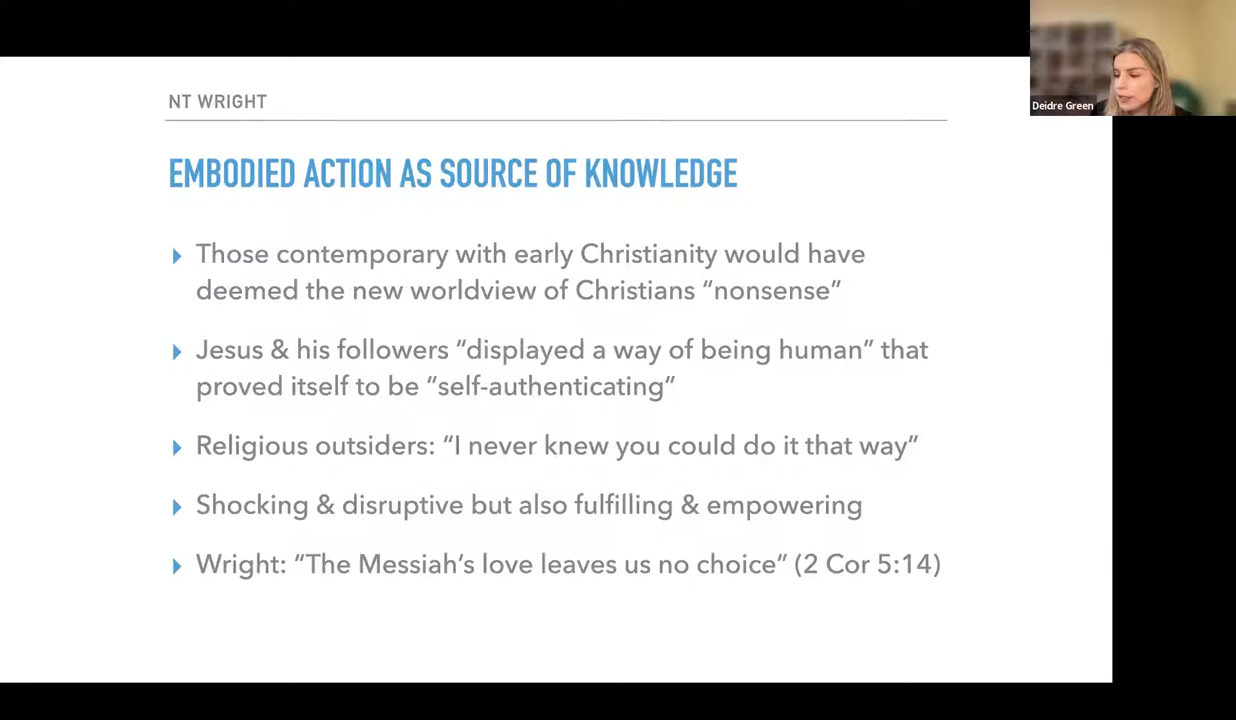 NT WRIGHT
EMBODIED ACTION AS SOURCE OF KNOWLEDGE
Those contemporary with early Christianity would have
deemed the new worldview of Christians “nonsense”
Jesus & his followers “displayed a way of being human” that
proved itself to be “self-authenticating”
Religious outsiders: “I never knew you could do it that way”
Shocking & disruptive but also fulfilling & empowering
Wright: “The Messiah’s love leaves us no choice” (2 Cor 5:14)
Deidre Green